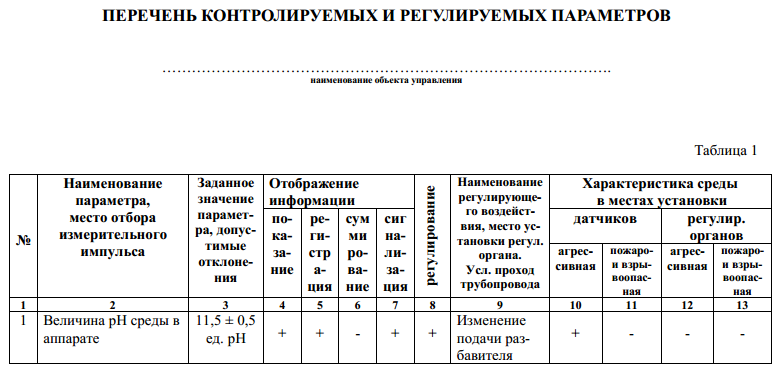 ПЕРЕЧЕНЬ КОНТРОЛИРУЕМЫХ И РЕГУЛИРУЕМЫХ ПАРАМЕТРОВ
……………………………………………………………………………….
наименование объекта управления
Таблица 1
№
Наименование
параметра,
место отбора
измерительного
импульса
Заданное
значение
парамет-
ра, допус-
тимые
отклоне-
ния
Отображение
информации
по-
ка-
за-
ние
ре-
ги-
стр
а-
ция
сум
ми
ро-
ва-
ние
сиг
на-
ли-
за-
ция
регулирование
Наименование
регулирующе-
го воздейст-
вия, место ус-
тановки регул.
органа.
Усл. проход
трубопровода
Характеристика среды
в местах установки
датчиков
регулир.
органов
агрес-
сивная
пожаро-
и взры-
воопас-
ная
агрес-
сивная
пожаро-
и взры-
воопас-
ная
1 2 3 4 5 6 7 8 9 10 11 12 13
1
Величина рН среды в
аппарате
11,5 ± 0,5
ед. рН
+ + - + +
Изменение
подачи раз-
бавителя
+ - - -